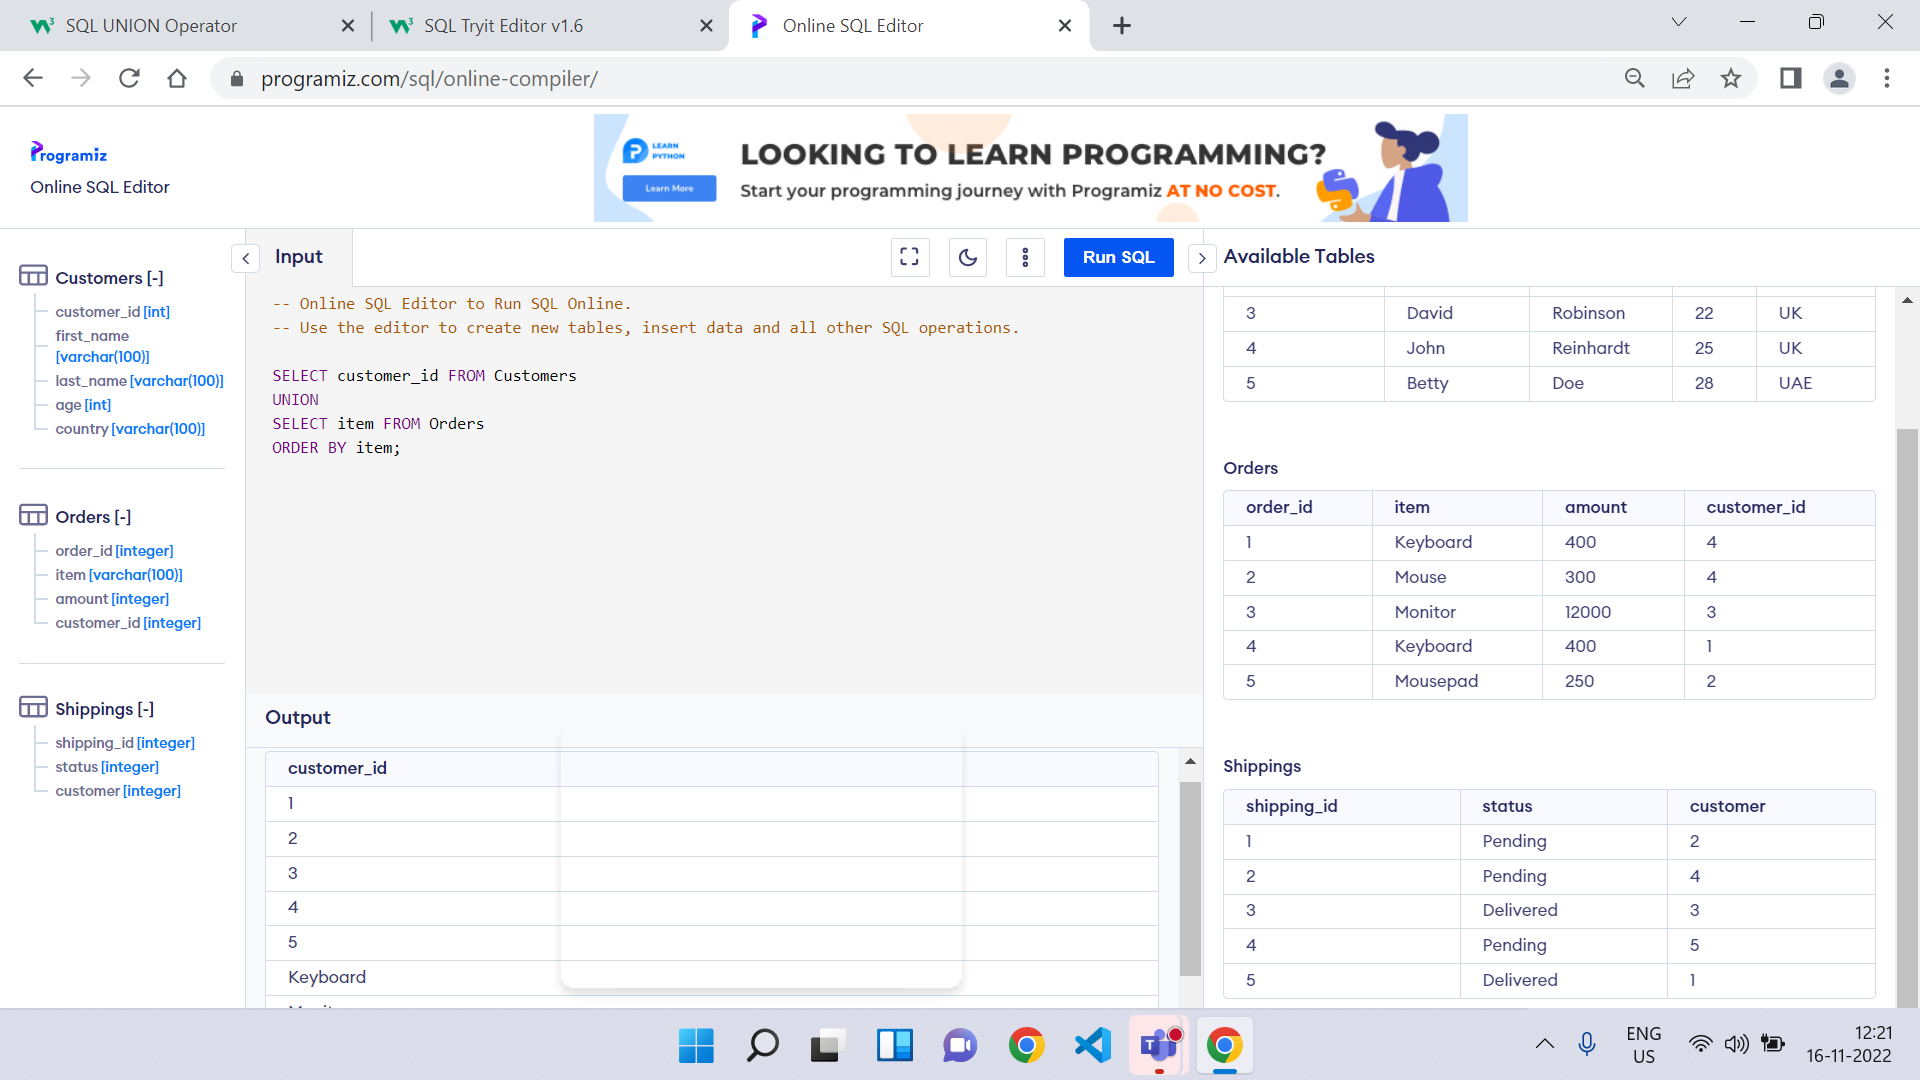 SQL UNION Operator
SQL Tryit Editor v1.6
Online SQL Editor
programiz.com/sql/online-compiler/
Programiz
Online SQL Editor
LEARN
PYTHON
Learn More
LOOKING TO LEARN PROGRAMMING?
Start your programming journey with Programiz AT NO COST.
Customers [-]
customer_id [int]
first_name
[varchar(100)]
last_name [varchar(100)]
age [int]
country [varchar(100)]
Orders [-]
order_id [integer]
item [varchar(100)]
amount [integer]
customer_id [integer]
Shippings [-]
shipping_id [integer]
status [integer]
customer [integer]
Input
Run SQL
-- Online SQL Editor to Run SQL Online.
-- Use the editor to create new tables, insert data and all other SQL operations.
SELECT customer_id FROM Customers
UNION
SELECT item FROM Orders
ORDER BY item;
Output
customer_id
1
2
3
4
5
Keyboard
Available Tables
3 David Robinson 22 UK
4 John Reinhardt 25 UK
5 Betty Doe 28 UAE
Orders
order_id item amount customer_id
1 Keyboard 400 4
2 Mouse 300 4
3 Monitor 12000 3
4 Keyboard 400 1
5 Mousepad 250 2
Shippings
shipping_id status customer
1 Pending 2
2 Pending 4
3 Delivered 3
4 Pending 5
5 Delivered 1
ENG
US
12:21
16-11-2022